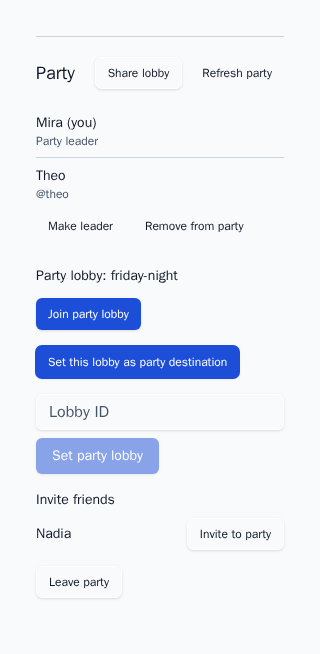 Party
Share lobby
Refresh party
Mira (you)
Party leader
Theo
@theo
Make leader
Remove from party
Party lobby: friday-night
Join party lobby
Set this lobby as party destination
Lobby ID
Set party lobby
Invite friends
Nadia
Invite to party
Leave party